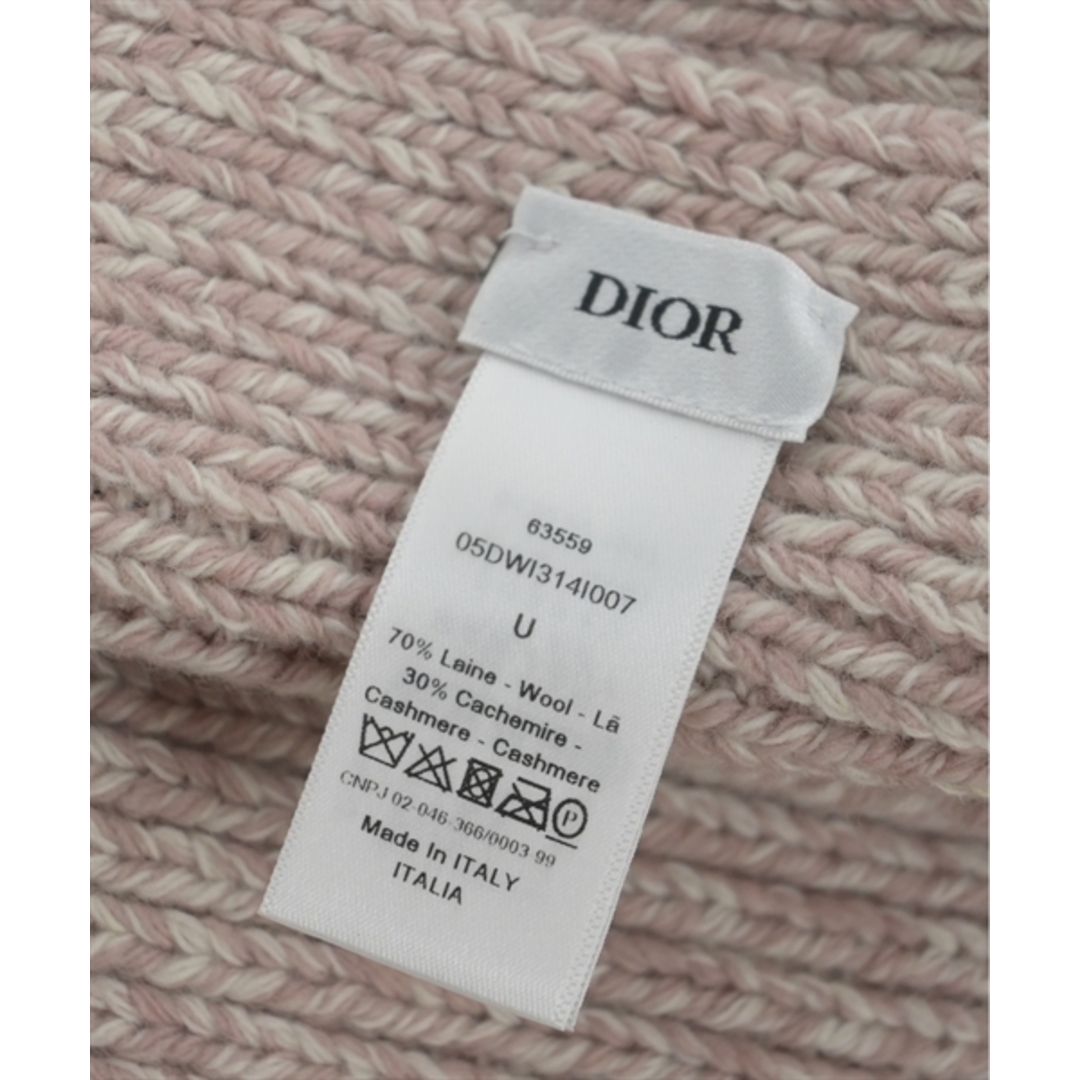 DIOR
63559
05DWI314I007
U
70% Laine - Wool - Lã
30% Cachemire -
Cashmere - Cashmere
P
CNPJ 02-046-366/0003 99
Made In ITALY
ITALIA